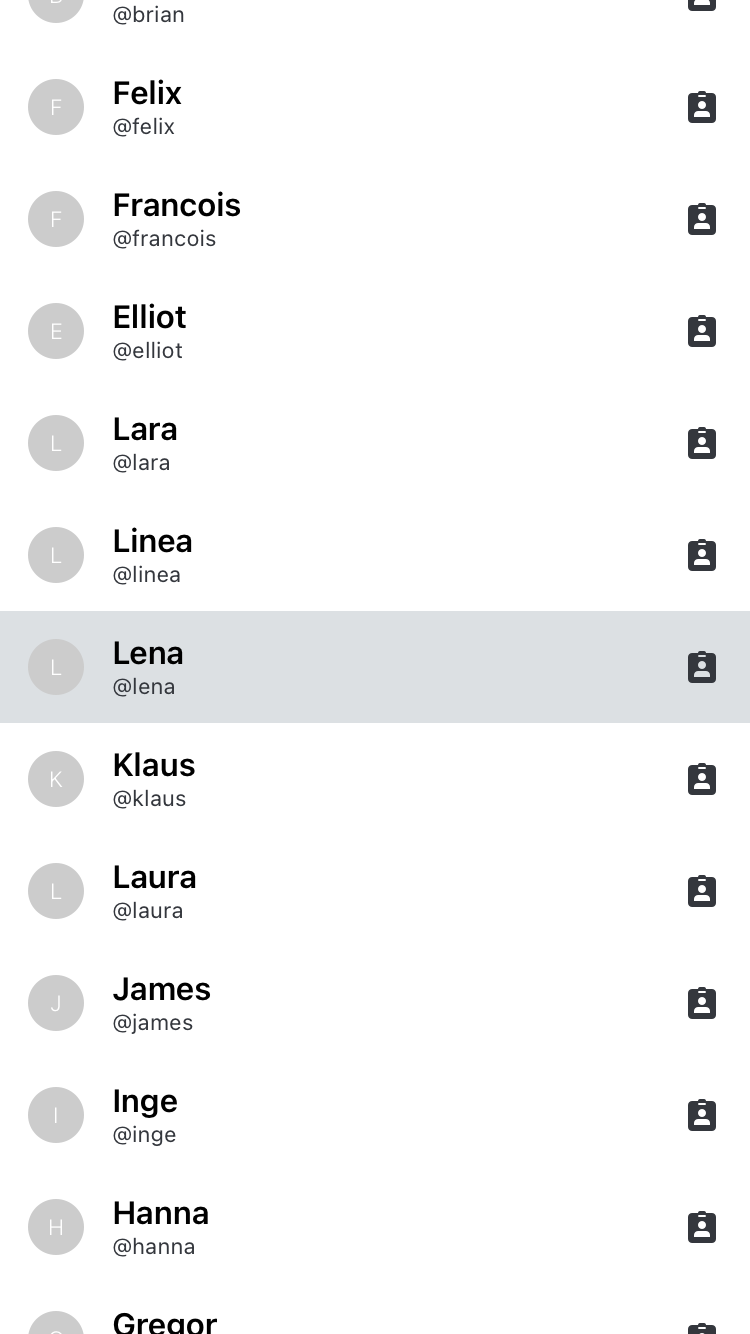 @brian
F
Felix
@felix
F
Francois
@francois
E
Elliot
@elliot
L
Lara
@lara
L
Linea
@linea
L
Lena
@lena
K
Klaus
@klaus
L
Laura
@laura
J
James
@james
I
Inge
@inge
H
Hanna
@hanna
Gregor